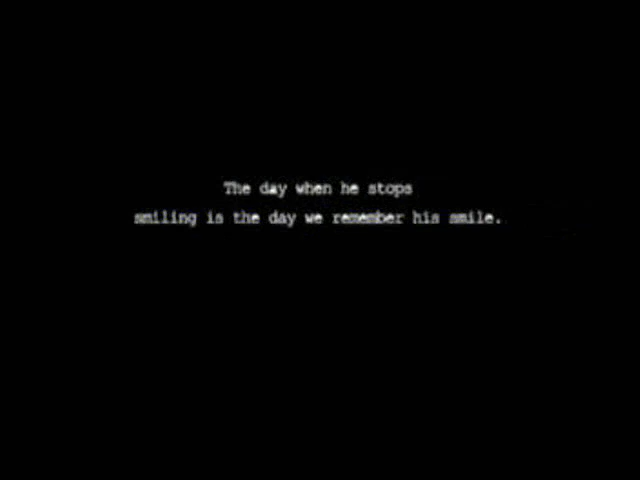 The day when he stops
smiling is the day we remember his smile.